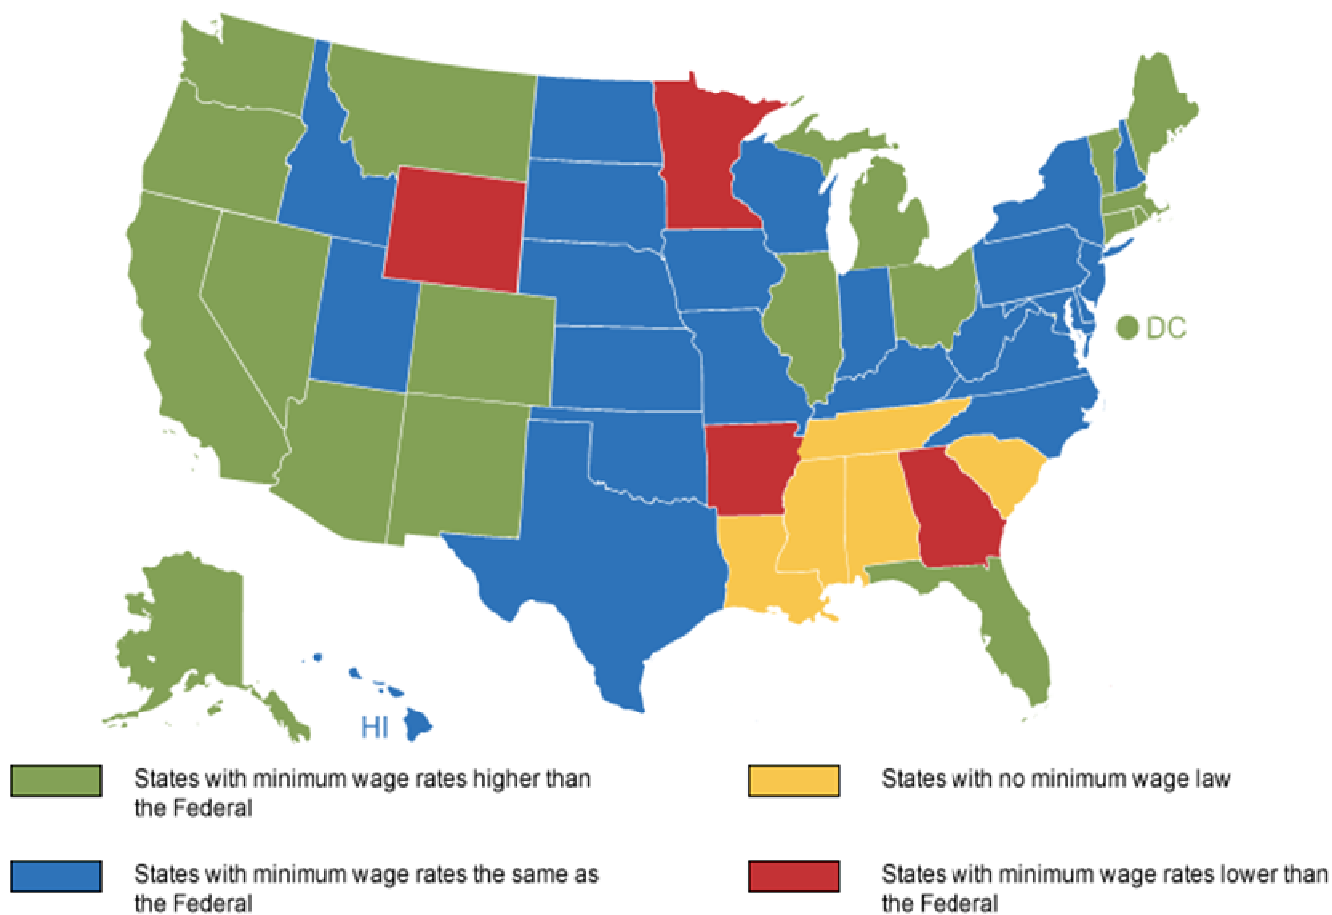 DC
HI
States with minimum wage rates higher than
the Federal
States with no minimum wage law
States with minimum wage rates the same as
the Federal
States with minimum wage rates lower than
the Federal